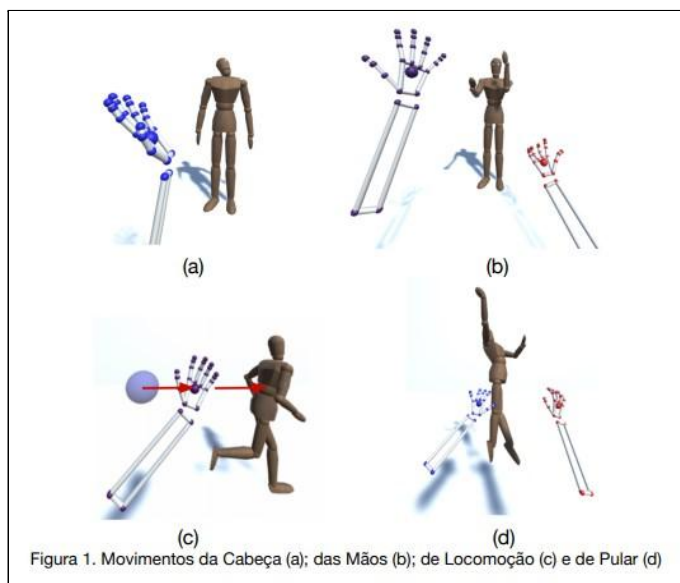 (a)
(b)
(c)
(d)
Figura 1. Movimentos da Cabeça (a); das Mãos (b); de Locomoção (c) e de Pular (d)